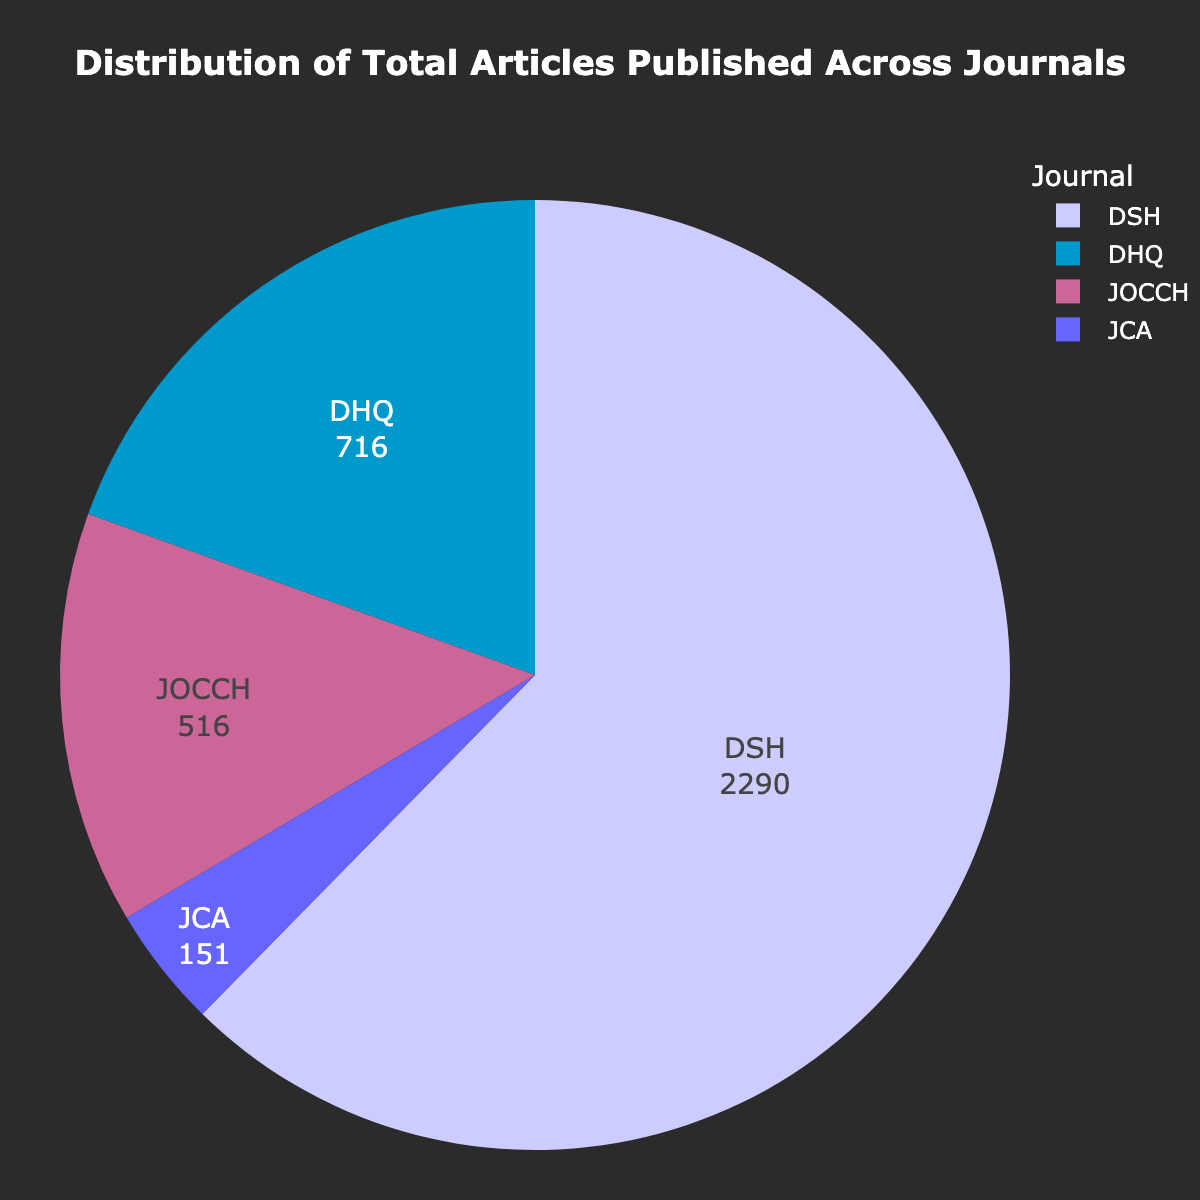 Distribution of Total Articles Published Across Journals
Journal
DSH
DHQ
JOCCH
JCA
DHQ
716
JOCCH
516
DSH
2290
JCA
151